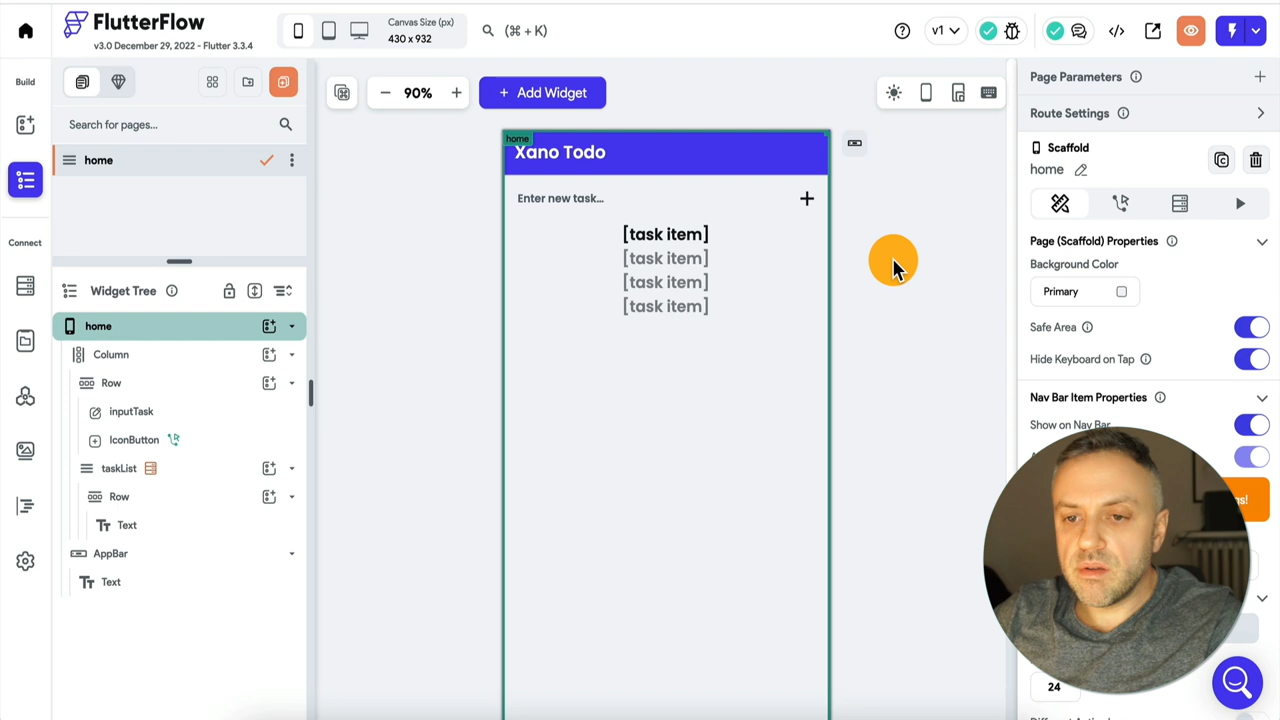 FlutterFlow
v3.0 December 29, 2022 - Flutter 3.3.4
Canvas Size (px)
430 x 932
(⌘ + K)
v1
Build
Search for pages...
home
Connect
Widget Tree
home
Column
Row
inputTask
IconButton
taskList
Row
Text
AppBar
Text
90%
+ Add Widget
home
Xano Todo
Enter new task...
[task item]
[task item]
[task item]
[task item]
Page Parameters
Route Settings
Scaffold
home
Page (Scaffold) Properties
Background Color
Primary
Safe Area
Hide Keyboard on Tap
Nav Bar Item Properties
Show on Nav Bar
24